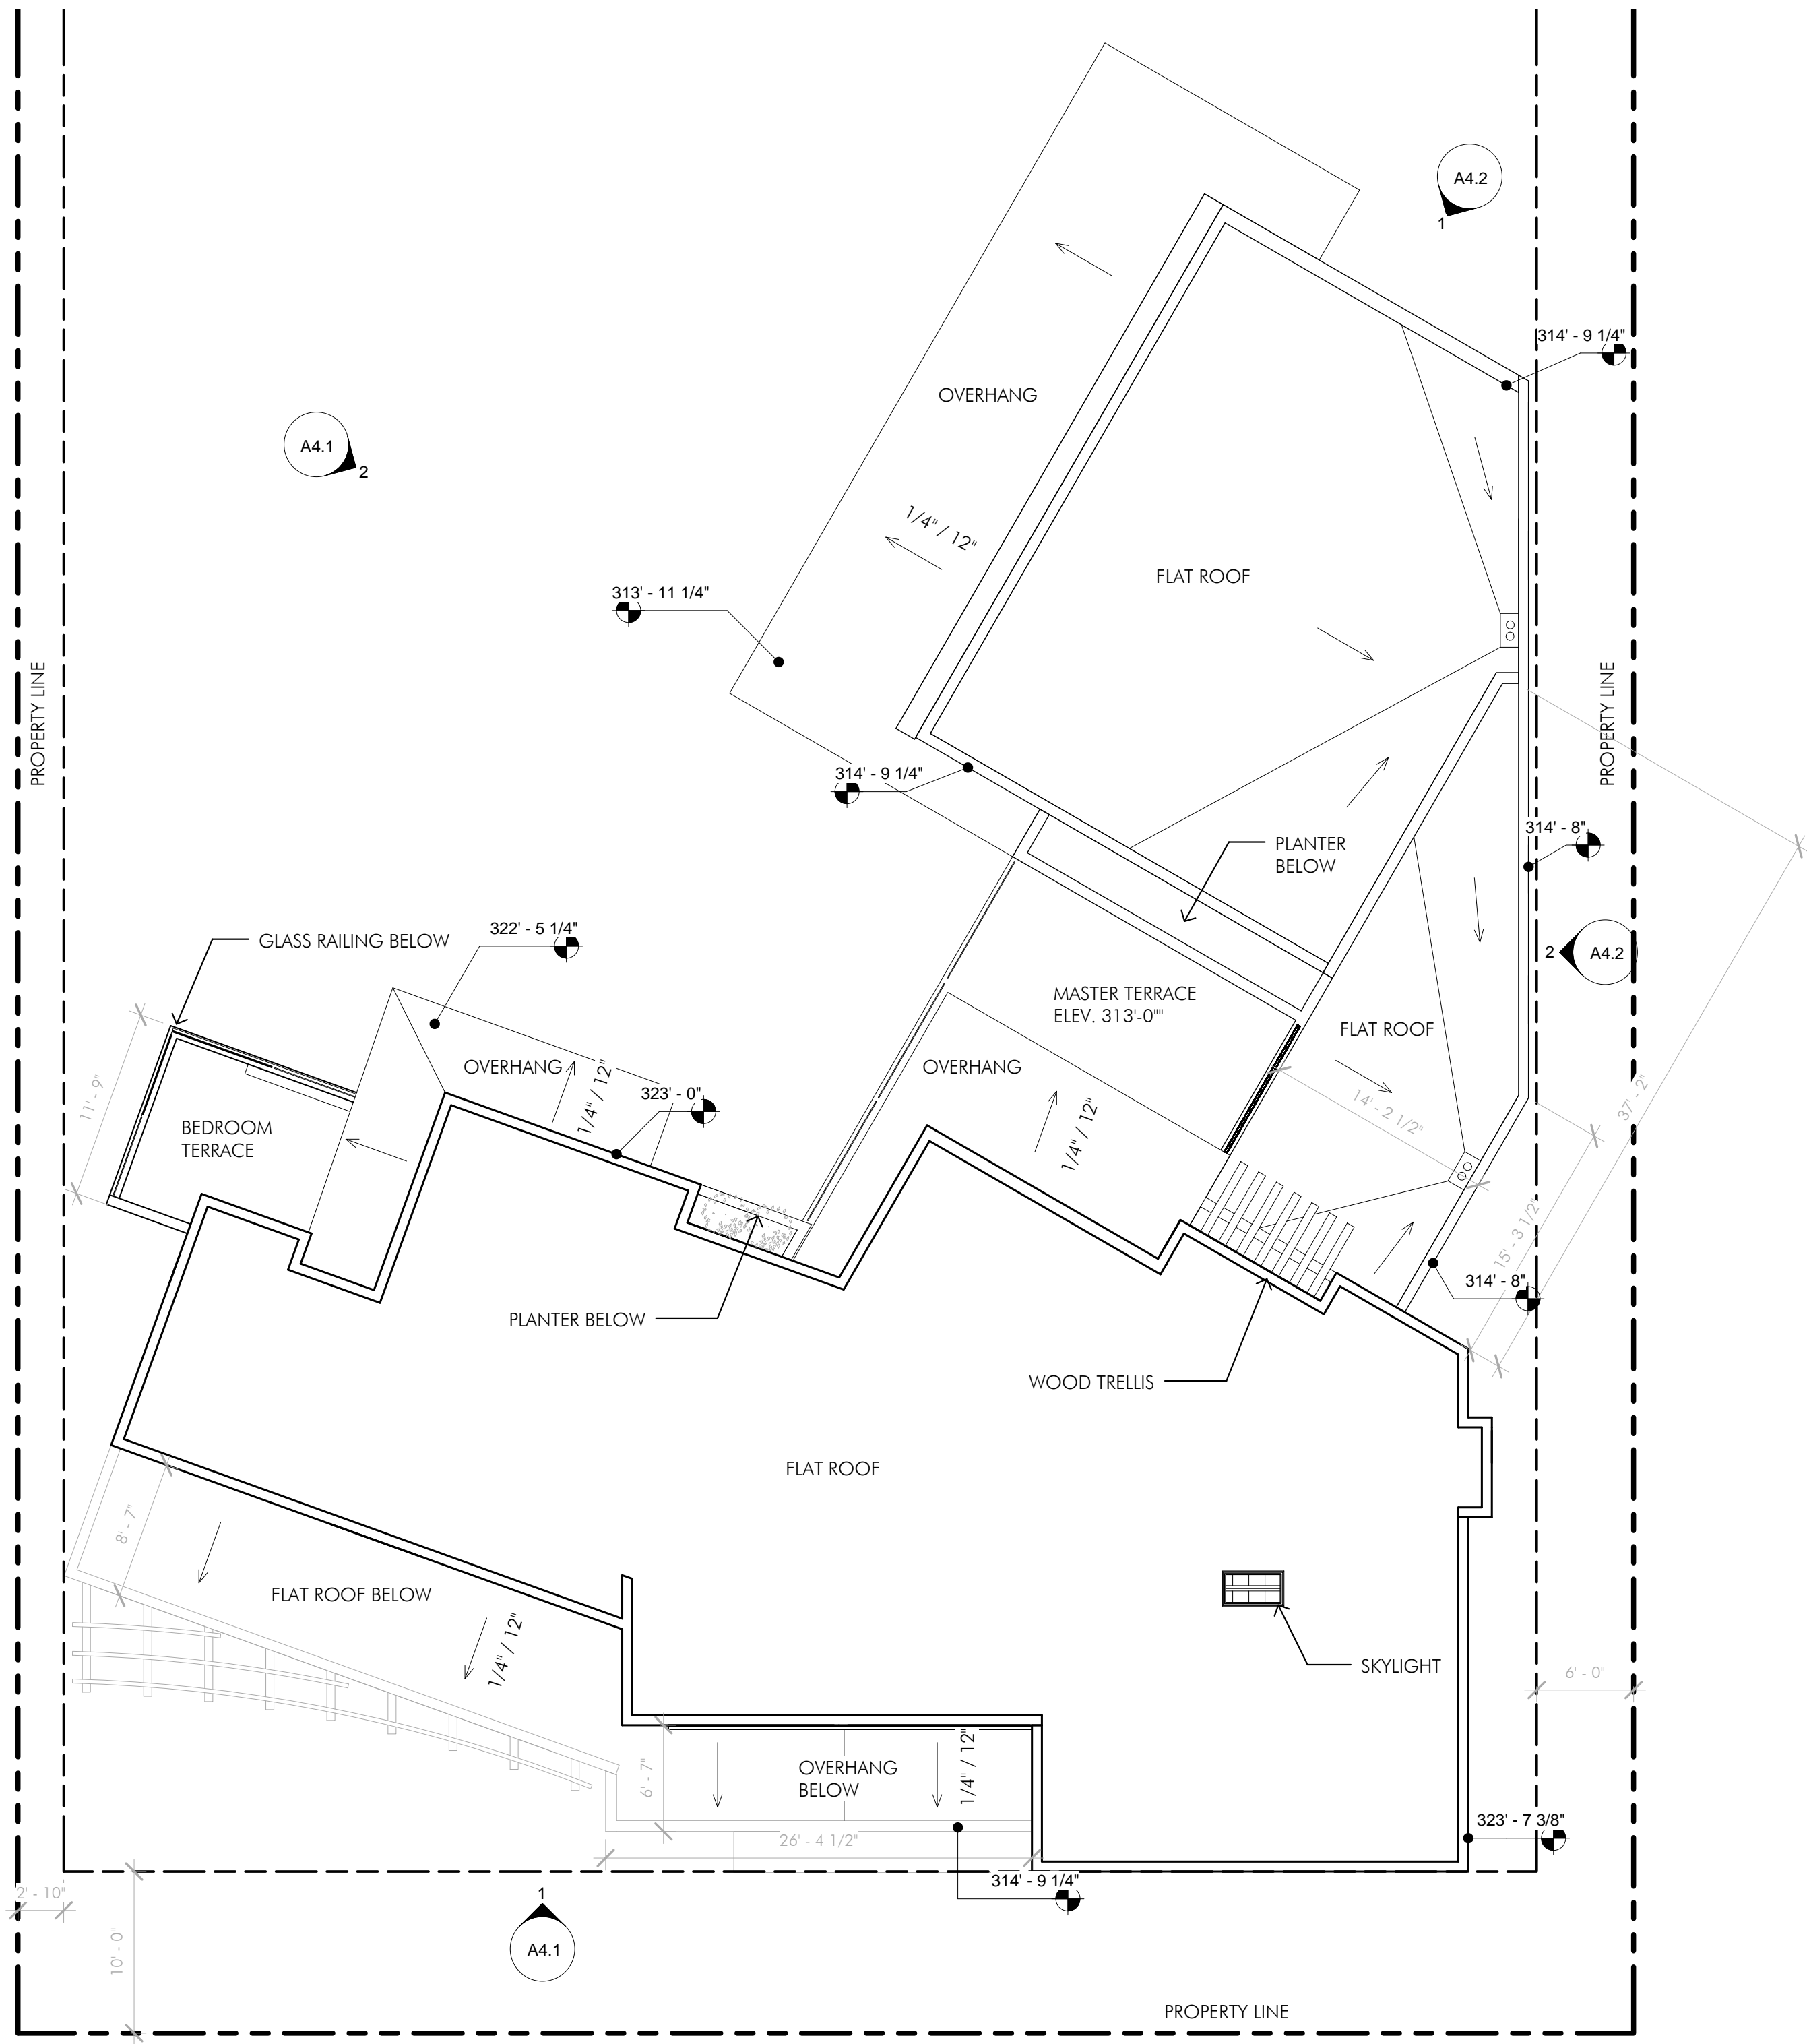 A4.2
1
314' - 9 1/4"
OVERHANG
A4.1
2
1/4" / 12"
FLAT ROOF
313' - 11 1/4"
PROPERTY LINE
PROPERTY LINE
314' - 9 1/4"
314' - 8"
PLANTER
BELOW
322' - 5 1/4"
GLASS RAILING BELOW
2
A4.2
MASTER TERRACE
ELEV. 313'-0""
FLAT ROOF
OVERHANG
1/4" / 12"
323' - 0"
OVERHANG
1/4" / 12"
11' - 9"
14' - 2 1/2"
37' - 2"
BEDROOM
TERRACE
15' - 3 1/2"
314' - 8"
PLANTER BELOW
WOOD TRELLIS
FLAT ROOF
8' - 7"
FLAT ROOF BELOW
1/4" / 12"
SKYLIGHT
6' - 0"
6' - 7"
OVERHANG
BELOW
1/4" / 12"
26' - 4 1/2"
323' - 7 3/8"
314' - 9 1/4"
2' - 10"
10' - 0"
1
A4.1
PROPERTY LINE